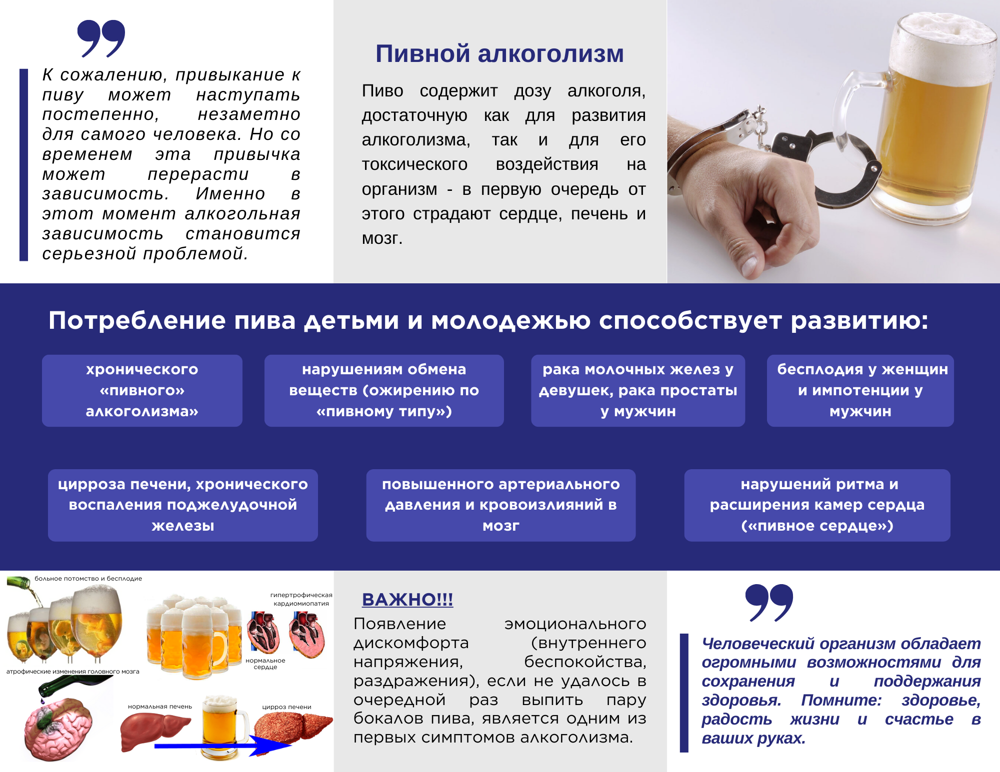 К сожалению, привыкание к
пиву может наступать
постепенно, незаметно
для самого человека. Но со
временем эта привычка
может перерасти в
зависимость. Именно в
этот момент алкогольная
зависимость становится
серьезной проблемой.
Пивной алкоголизм
Пиво содержит дозу алкоголя,
достаточную как для развития
алкоголизма, так и для его
токсического воздействия на
организм - в первую очередь от
этого страдают сердце, печень и
мозг.
Потребление пива детьми и молодежью способствует развитию:
хронического
«пивного»
алкоголизма»
нарушениям обмена
веществ (ожирению по
«пивному типу»)
рака молочных желез у
девушек, рака простаты
у мужчин
бесплодия у женщин
и импотенции у
мужчин
цирроза печени, хронического
воспаления поджелудочной
железы
повышенного артериального
давления и кровоизлияний в
мозг
нарушений ритма и
расширения камер сердца
(«пивное сердце»)
больное потомство и бесплодие
гипертрофическая
кардиомиопатия
нормальное
сердце
атрофические изменения головного мозга
нормальная печень
цирроз печени
ВАЖНО!!!
Появление эмоционального
дискомфорта (внутреннего
напряжения, беспокойства,
раздражения), если не удалось в
очередной раз выпить пару
бокалов пива, является одним из
первых симптомов алкоголизма.
Человеческий организм обладает
огромными возможностями для
сохранения и поддержания
здоровья. Помните: здоровье,
радость жизни и счастье в
ваших руках.